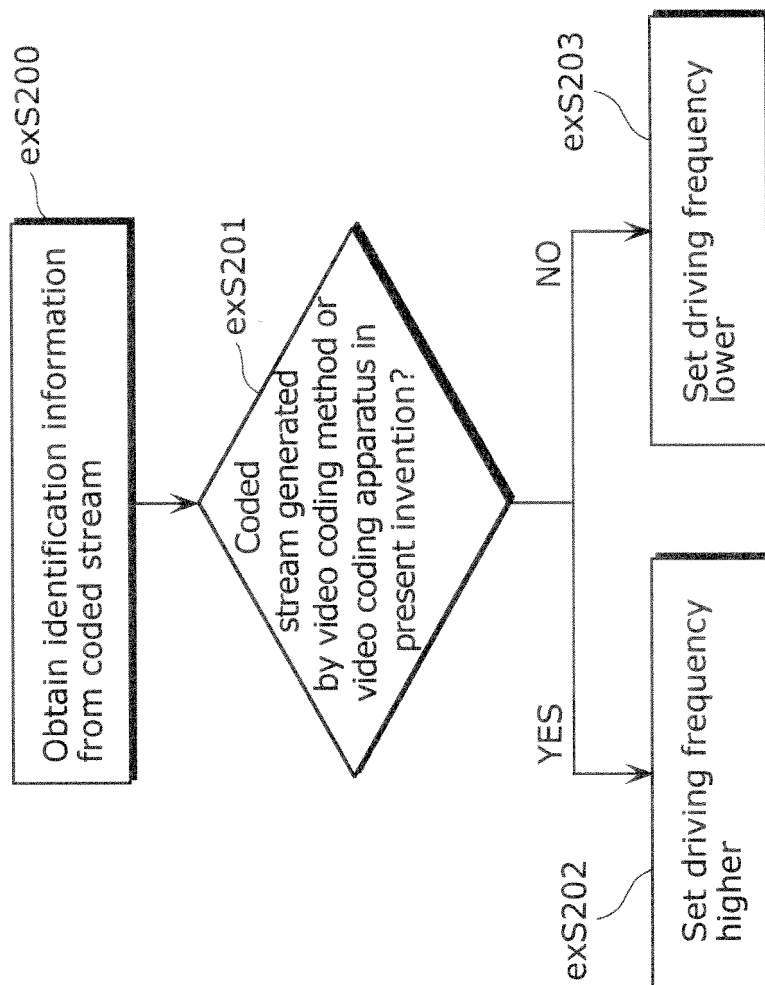 exS200
Obtain identification information
from coded stream
exS201
Coded
stream generated
by video coding method or
video coding apparatus in
present invention?
YES
NO
exS202
Set driving frequency
higher
exS203
Set driving frequency
lower